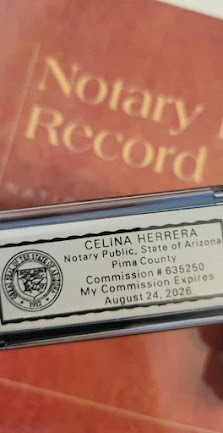 Notary
Record
CELINA HERRERA
Notary Public, State of Arizona
Pima County
Commission # 635250
My Commission Expires
August 24, 2026
1912